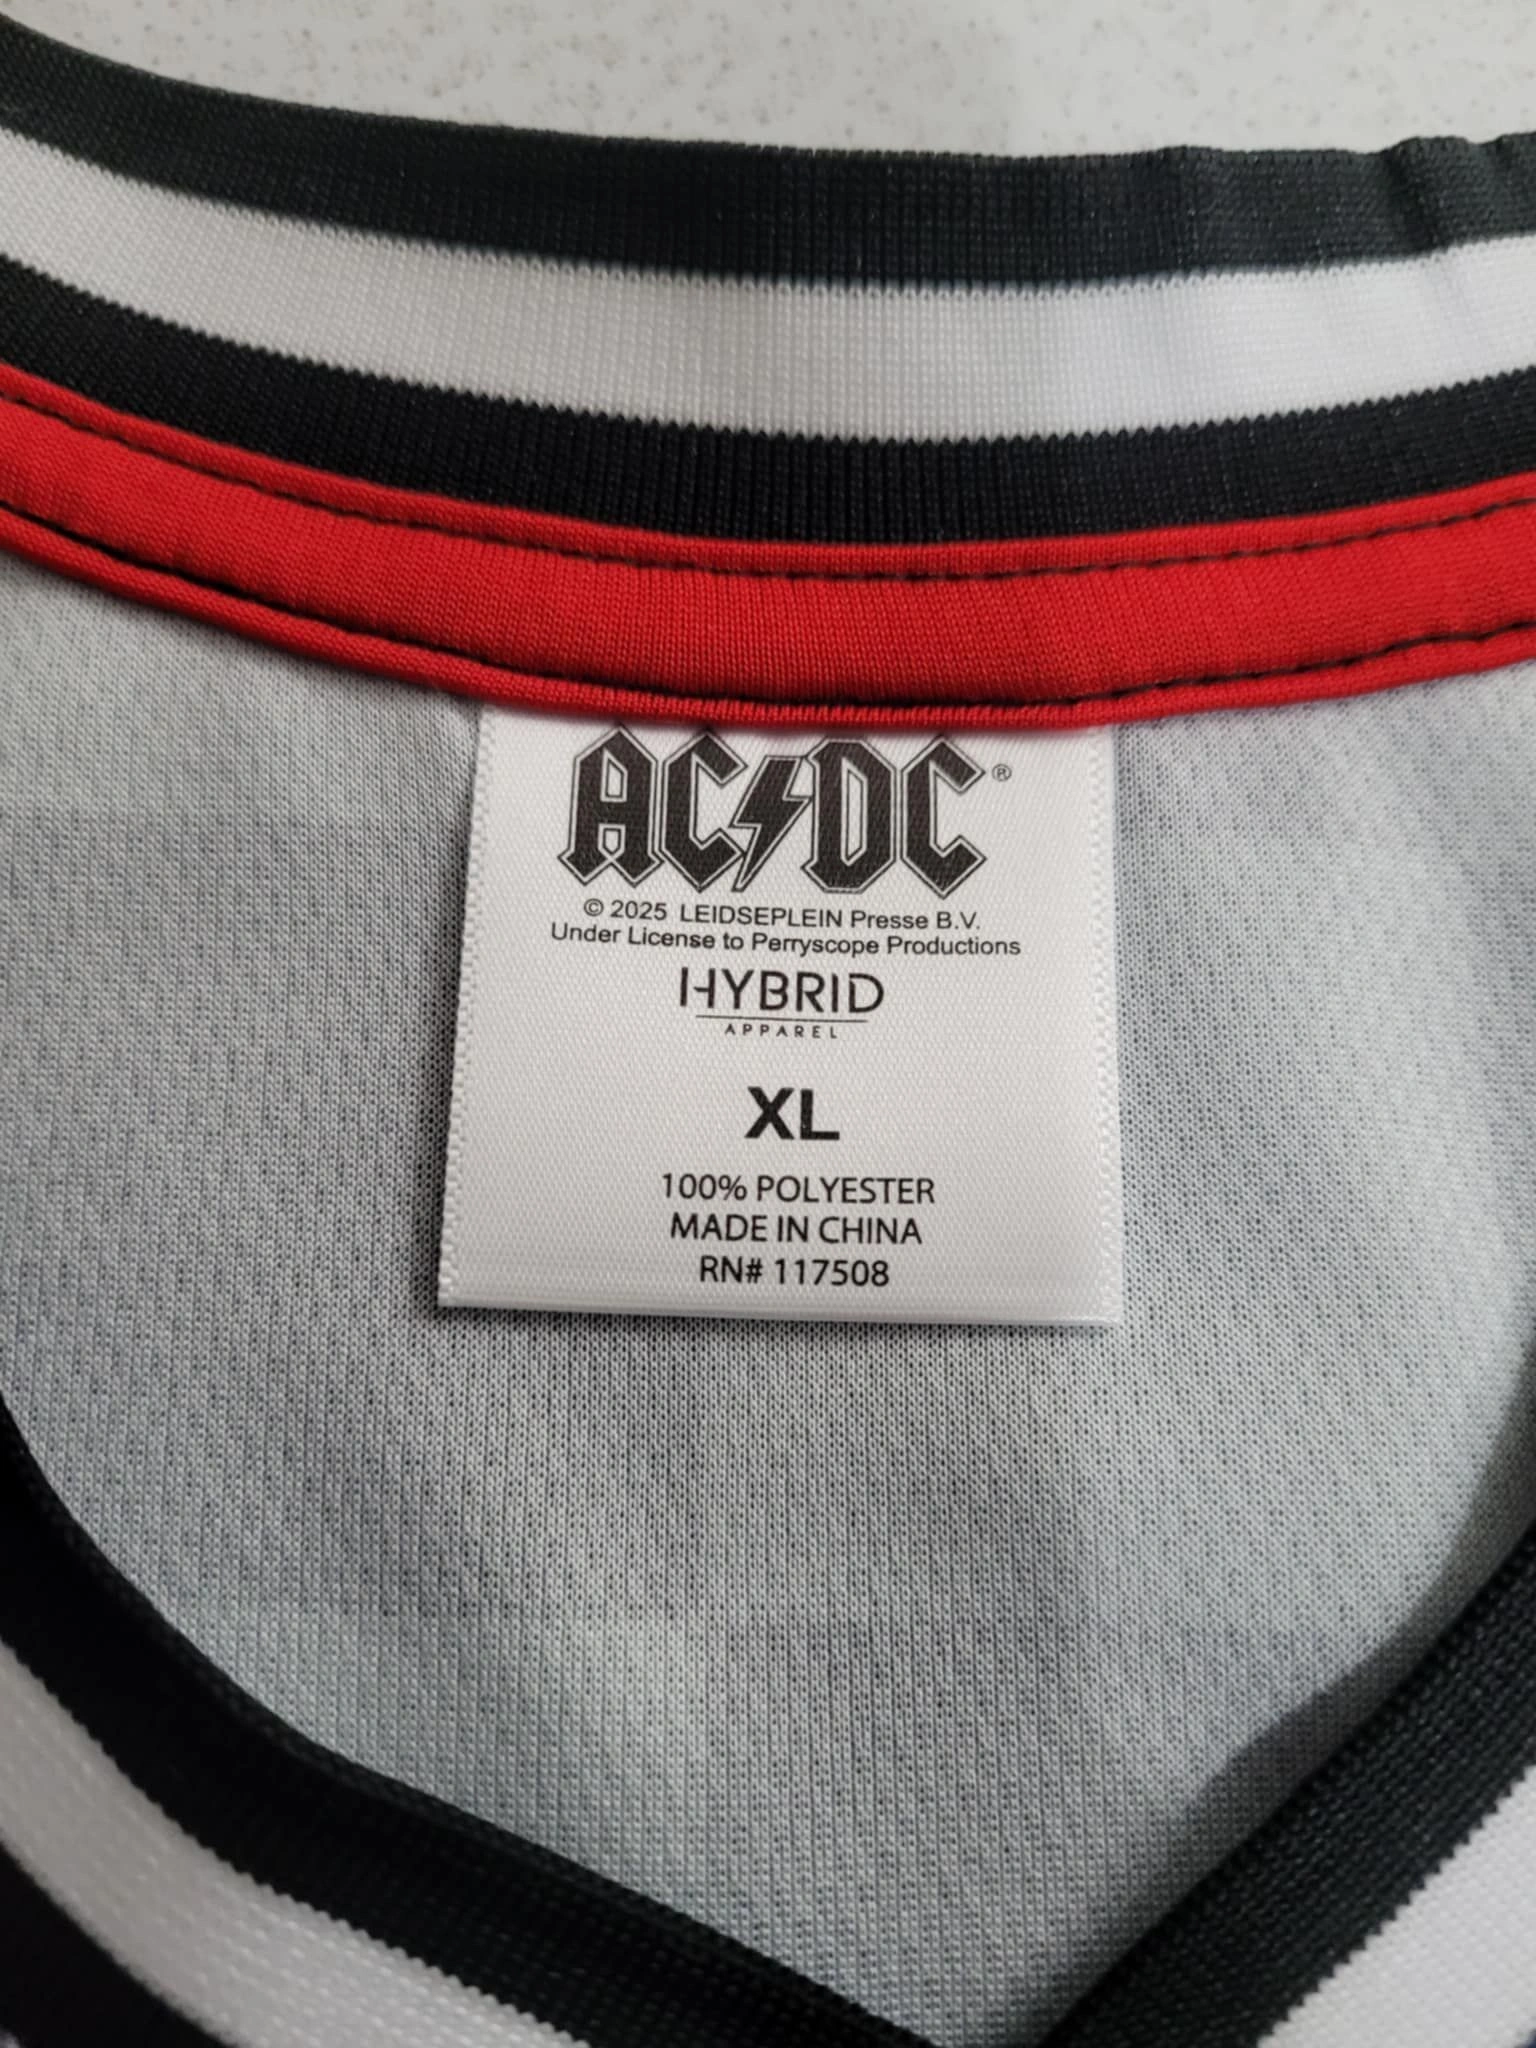 AC⚡DC®
© 2025 LEIDSEPLEIN Presse B.V.
Under License to Perryscope Productions
HYBRID
APPAREL
XL
100% POLYESTER
MADE IN CHINA
RN# 117508